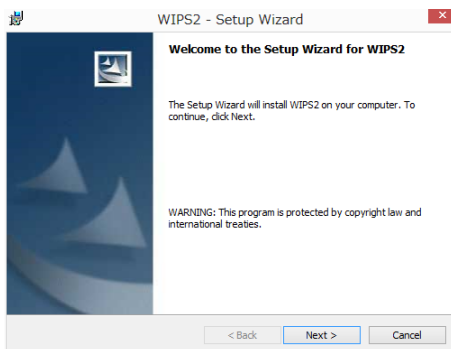 WIPS2 - Setup Wizard
Welcome to the Setup Wizard for WIPS2
The Setup Wizard will install WIPS2 on your computer. To
continue, click Next.
WARNING: This program is protected by copyright law and
international treaties.
< Back
Next >
Cancel